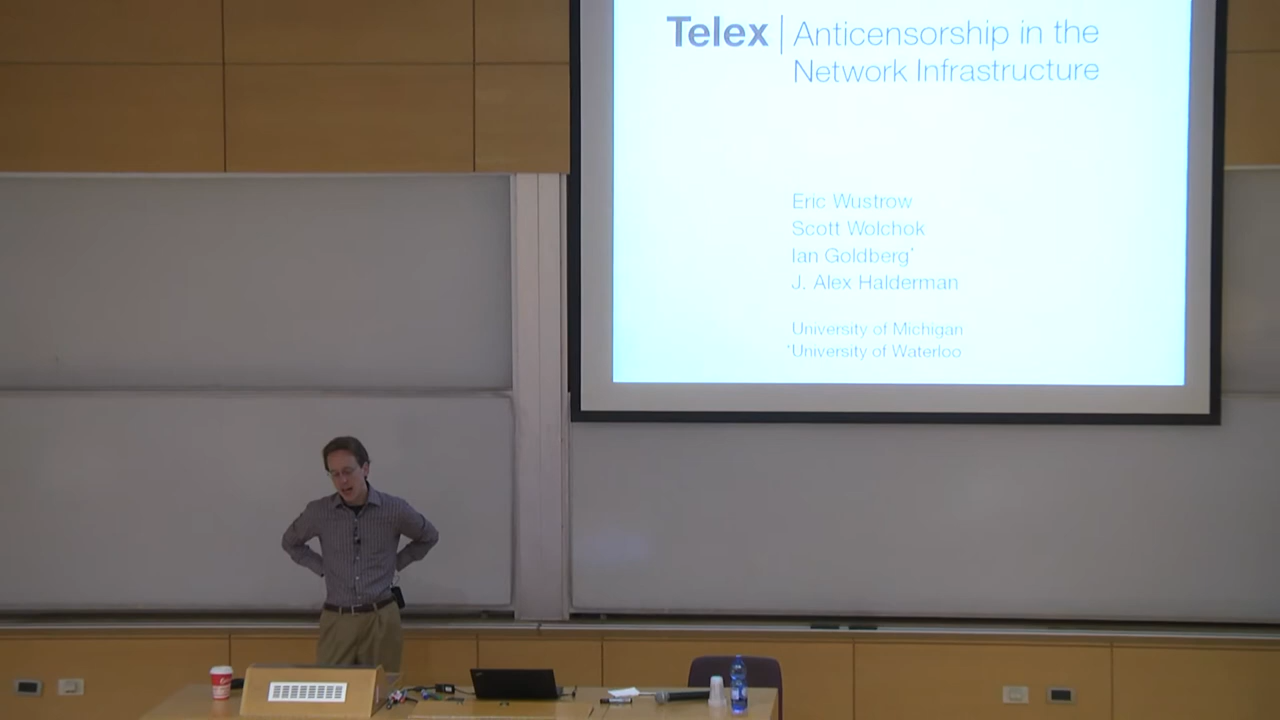 Telex | Anticensorship in the
Network Infrastructure
Eric Wustrow
Scott Wolchok
Ian Goldberg*
J. Alex Halderman
University of Michigan
*University of Waterloo